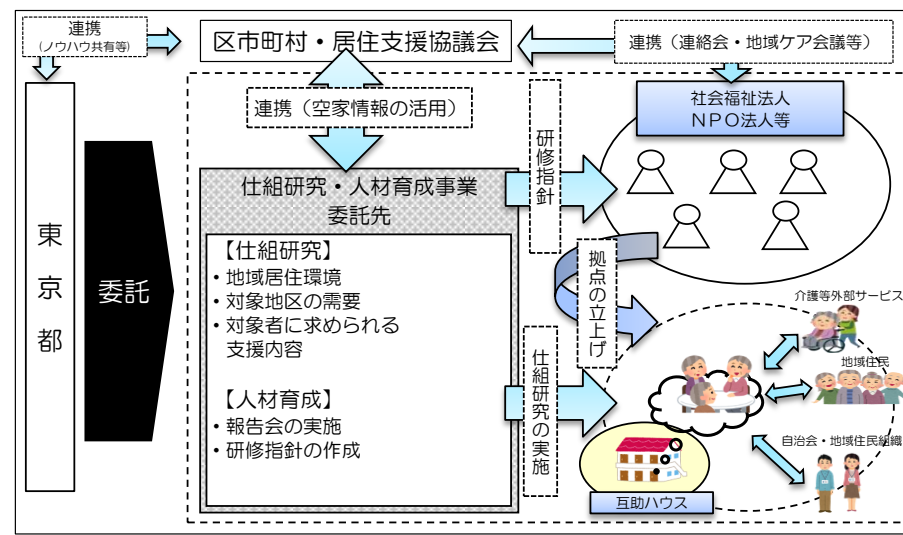 連携
(ノウハウ共有等)
区市町村・居住支援協議会
連携（連絡会・地域ケア会議等）
東京都
委託
連携（空家情報の活用）
仕組研究・人材育成事業
委託先
【仕組研究】
・地域居住環境
・対象地区の需要
・対象者に求められる
支援内容
【人材育成】
・報告会の実施
・研修指針の作成
研修指針
社会福祉法人
ＮＰＯ法人等
拠点の立上げ
仕組研究の実施
介護等外部サービス
地域住民
自治会・地域住民組織
互助ハウス